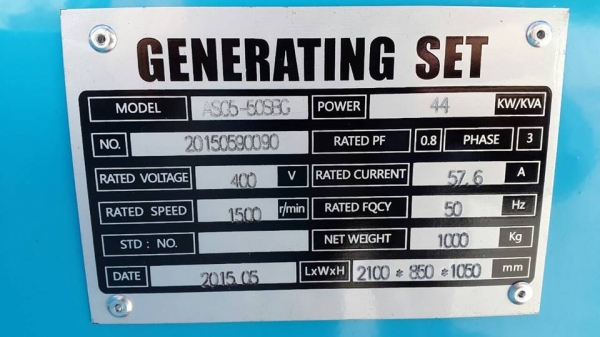 GENERATING SET
MODEL AS05-50SBG POWER 44 KW/KVA
NO. 20150590090 RATED PF 0.8 PHASE 3
RATED VOLTAGE 400 V RATED CURRENT 57.6 A
RATED SPEED 1500 r/min RATED FQCY 50 Hz
STD : NO. NET WEIGHT 1000 Kg
DATE 2015.05 LxWxH 2100 * 850 * 1050 mm